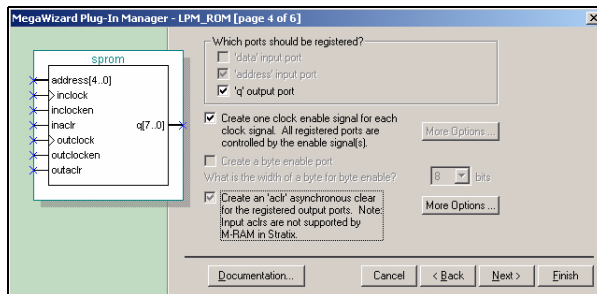 MegaWizard Plug-In Manager - LPM_ROM [page 4 of 6]
sprom
address[4..0]
inclock
inclocken
inaclr
q[7..0]
outclock
outclocken
outaclr
Which ports should be registered?
'data' input port
'address' input port
'q' output port
Create one clock enable signal for each
clock signal. All registered ports are
controlled by the enable signal(s).
More Options ...
Create a byte enable port
What is the width of a byte for byte enable?
8
bits
Create an 'aclr' asynchronous clear
for the registered output ports. Note:
Input aclrs are not supported by
M-RAM in Stratix.
More Options ...
Documentation...
Cancel
< Back
Next >
Finish